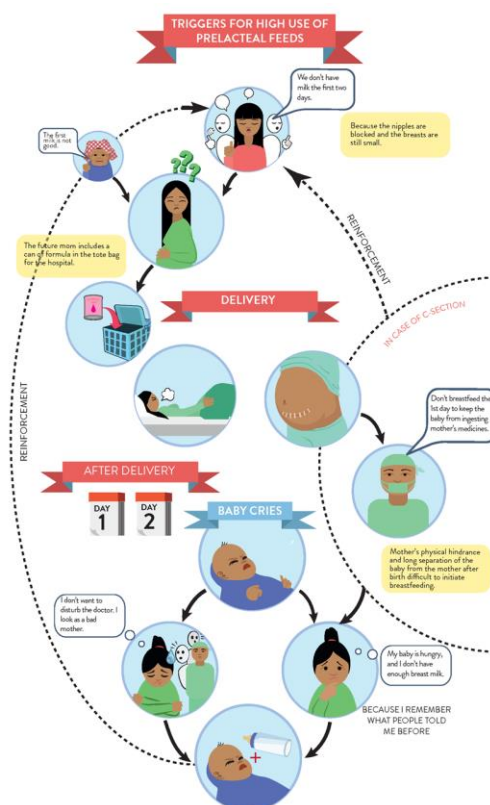 TRIGGERS FOR HIGH USE OF
PRELACTEAL FEEDS
We don't have
milk the first two
days.
The first
milk is not
good.
Because the nipples are
blocked and the breasts are
still small.
???
The future mom includes a
can of formula in the tote bag
for the hospital.
REINFORCEMENT
DELIVERY
IN CASE OF C-SECTION
Don't breastfeed the
1st day to keep the
baby from ingesting
mother's medicines.
REINFORCEMENT
AFTER DELIVERY
DAY
1
DAY
2
BABY CRIES
Mother's physical hindrance
and long separation of the
baby from the mother after
birth difficult to initiate
breastfeeding.
I don't want to
disturb the doctor. I
look as a bad
mother.
My baby is hungry,
and I don't have
enough breast milk.
BECAUSE I REMEMBER
WHAT PEOPLE TOLD
ME BEFORE
+